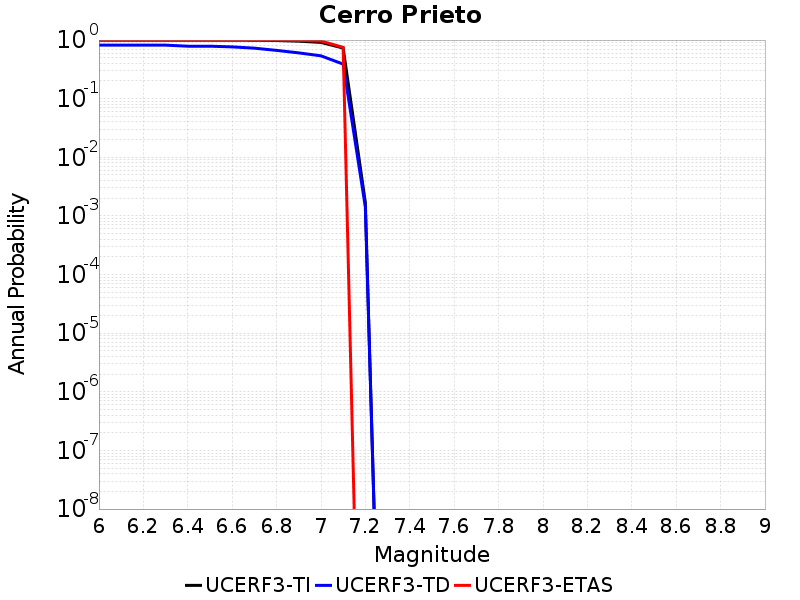 Cerro Prieto
Annual Probability
10^0
10^-1
10^-2
10^-3
10^-4
10^-5
10^-6
10^-7
10^-8
6 6.2 6.4 6.6 6.8 7 7.2 7.4 7.6 7.8 8 8.2 8.4 8.6 8.8 9
Magnitude
UCERF3-TI UCERF3-TD UCERF3-ETAS